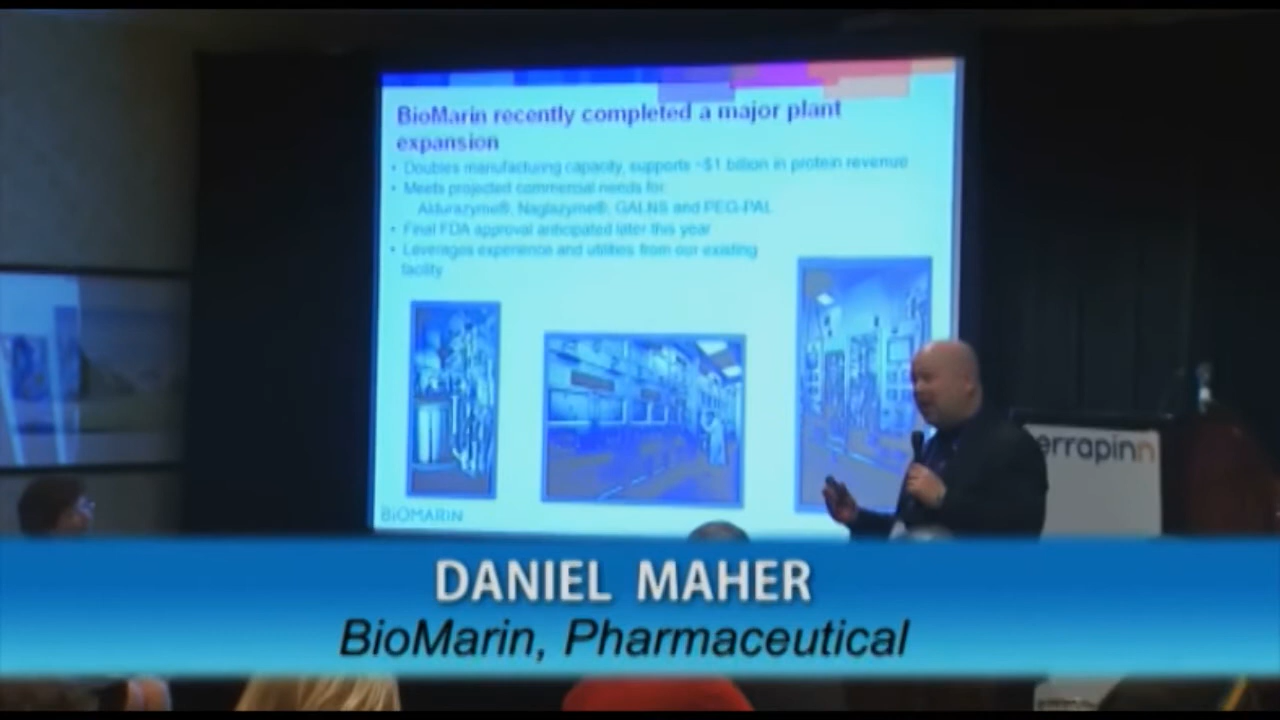 BioMarin recently completed a major plant
expansion
• Doubles manufacturing capacity, supports ~$1 billion in protein revenue
• Meets projected commercial needs for:
Aldurazyme®, Naglazyme®, GALNS and PEG-PAL
• Final FDA approval anticipated later this year
• Leverages experience and utilities from our existing
facility
BIOMARIN
errapinn
DANIEL MAHER
BioMarin, Pharmaceutical